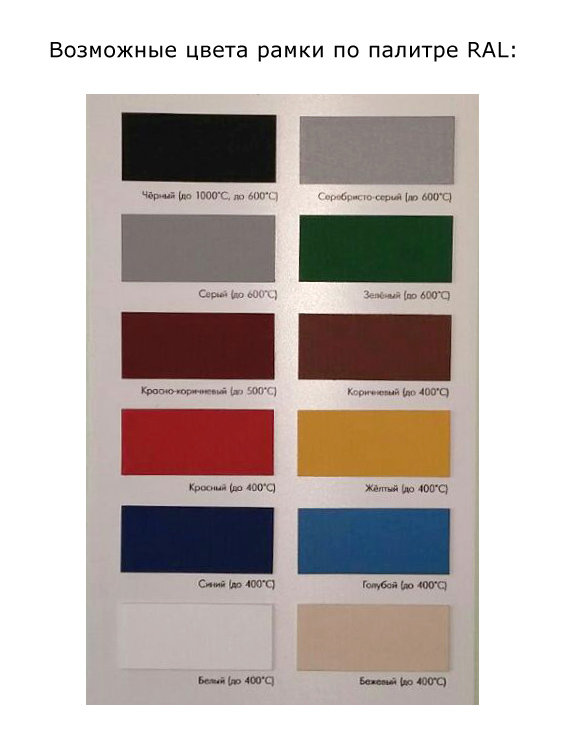 Возможные цвета рамки по палитре RAL:
Чёрный (до 1000°C, до 600°C)
Серебристо-серый (до 600°C)
Серый (до 600°C)
Зелёный (до 600°C)
Красно-коричневый (до 500°C)
Коричневый (до 400°C)
Красный (до 400°C)
Жёлтый (до 400°C)
Синий (до 400°C)
Голубой (до 400°C)
Белый (до 400°C)
Бежевый (до 400°C)